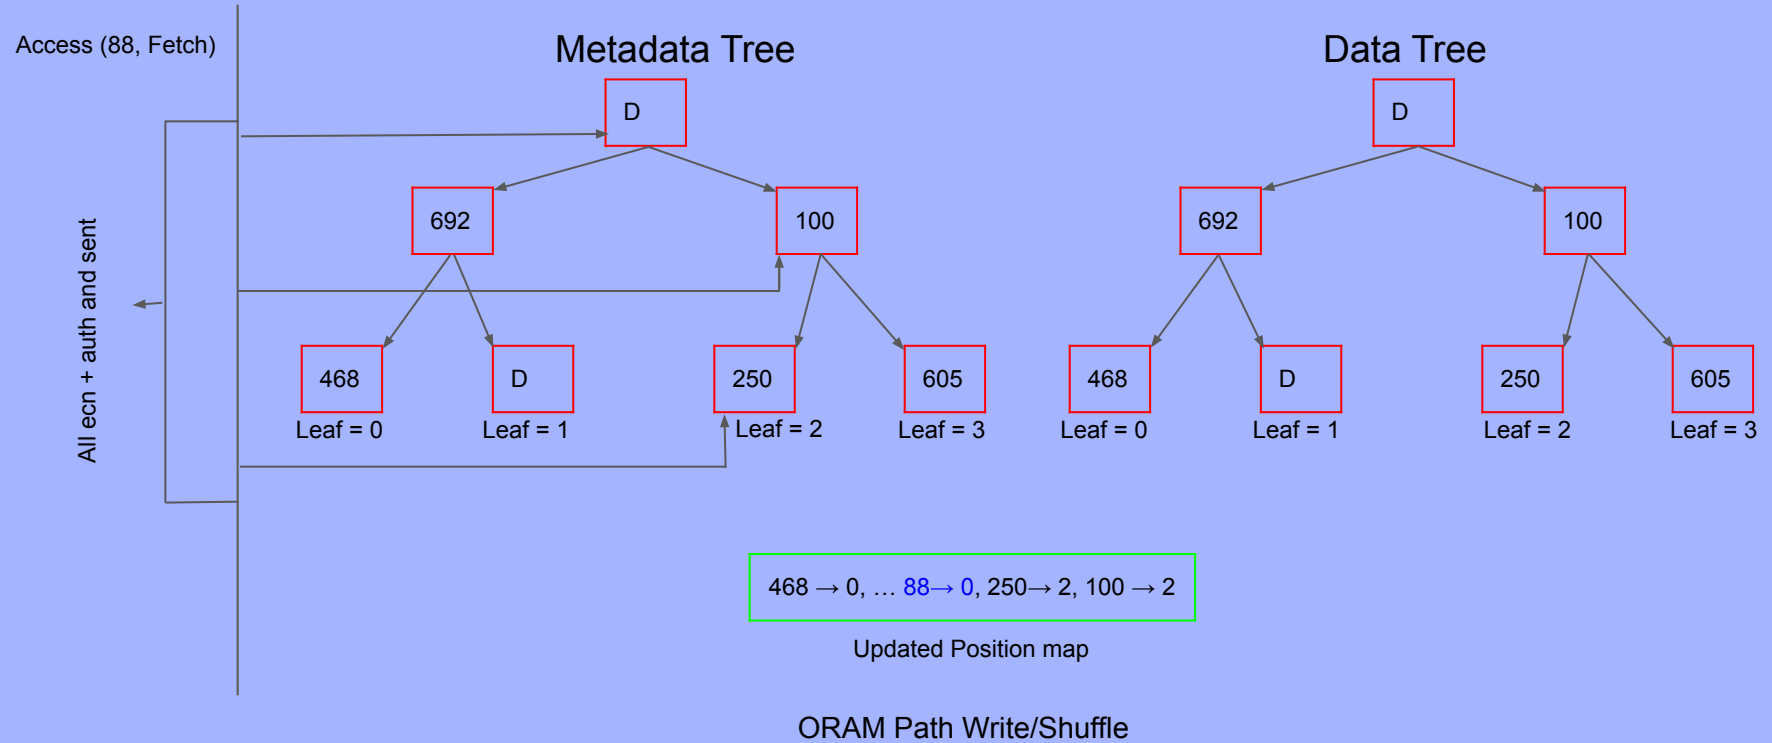 Access (88, Fetch)
Metadata Tree
Data Tree
D
D
692
100
692
100
All ecn + auth and sent
468
D
250
605
468
D
250
605
Leaf = 0
Leaf = 1
Leaf = 2
Leaf = 3
Leaf = 0
Leaf = 1
Leaf = 2
Leaf = 3
468 → 0, … 88→ 0, 250→ 2, 100 → 2
Updated Position map
ORAM Path Write/Shuffle